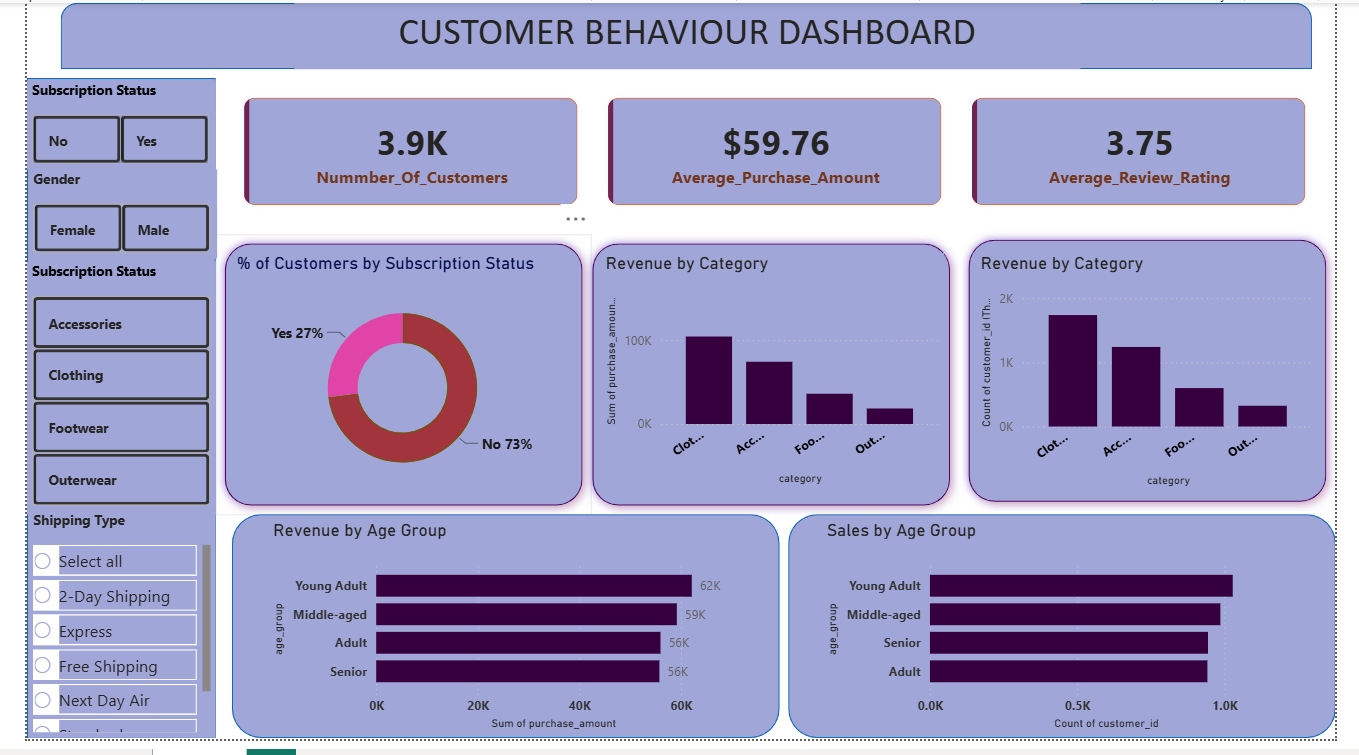 CUSTOMER BEHAVIOUR DASHBOARD
Subscription Status
No
Yes
Gender
Female
Male
Subscription Status
Accessories
Clothing
Footwear
Outerwear
Shipping Type
Select all
2-Day Shipping
Express
Free Shipping
Next Day Air
3.9K
Nummber_Of_Customers
$59.76
Average_Purchase_Amount
3.75
Average_Review_Rating
% of Customers by Subscription Status
Yes 27%
No 73%
Revenue by Category
Sum of purchase_amoun...
100K
0K
Clot...
Acc...
Foo...
Out...
category
Revenue by Category
Count of customer_id (Th...
2K
1K
0K
Clot...
Acc...
Foo...
Out...
category
Revenue by Age Group
age_group
Young Adult
62K
Middle-aged
59K
Adult
56K
Senior
56K
0K
20K
40K
60K
Sum of purchase_amount
Sales by Age Group
age_group
Young Adult
Middle-aged
Senior
Adult
0.0K
0.5K
1.0K
Count of customer_id